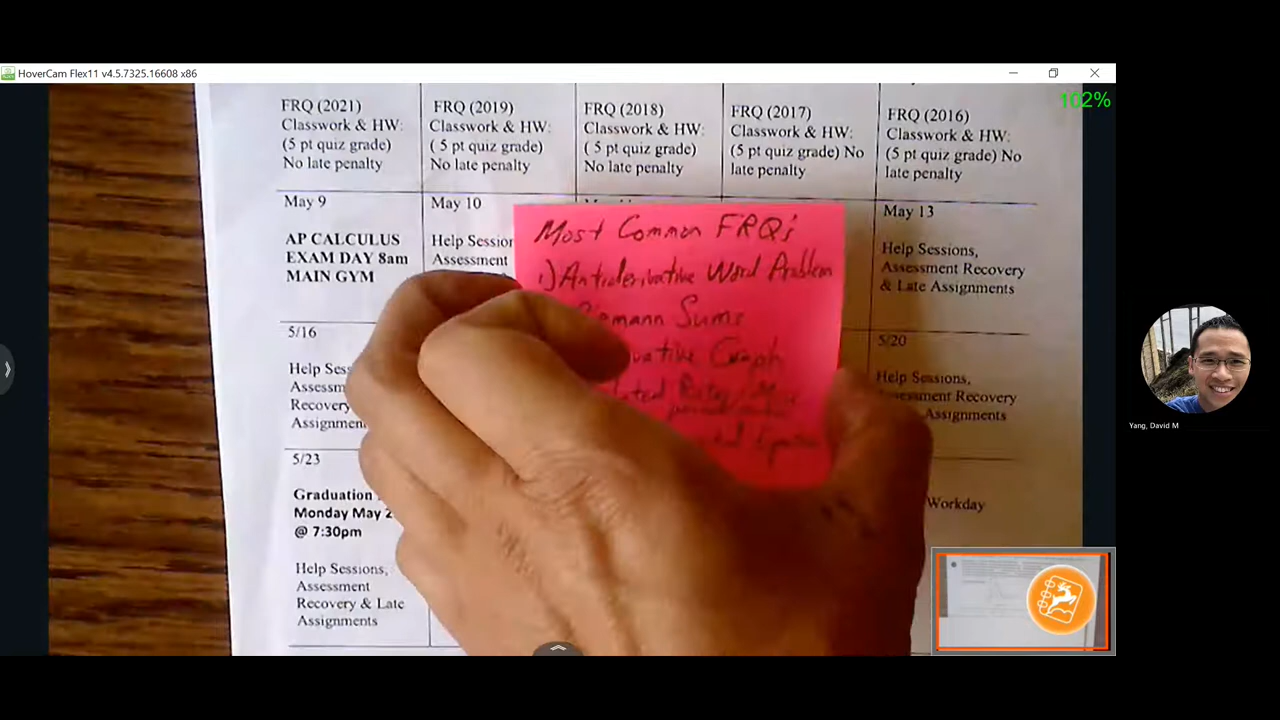 HoverCam Flex11 v4.5.7325.16608 x86
102%
FRQ (2021)
Classwork & HW:
(5 pt quiz grade)
No late penalty
FRQ (2019)
Classwork & HW:
( 5 pt quiz grade)
No late penalty
FRQ (2018)
Classwork & HW:
( 5 pt quiz grade)
No late penalty
FRQ (2017)
Classwork & HW:
(5 pt quiz grade) No
late penalty
FRQ (2016)
Classwork & HW:
(5 pt quiz grade) No
late penalty
May 9
AP CALCULUS
EXAM DAY 8am
MAIN GYM
May 10
Help Session
Assessment
May 13
Help Sessions,
Assessment Recovery
& Late Assignments
Most Common FRQ's
1) Antiderivative Word Problem
Riemann Sums
Graph
5/16
Help Sess
Assessm
Recovery
Assignmen
5/20
Help Sessions,
Assessment Recovery
Assignments
5/23
Graduation
Monday May 2
@ 7:30pm
Help Sessions,
Assessment
Recovery & Late
Assignments
Workday
Yang, David M